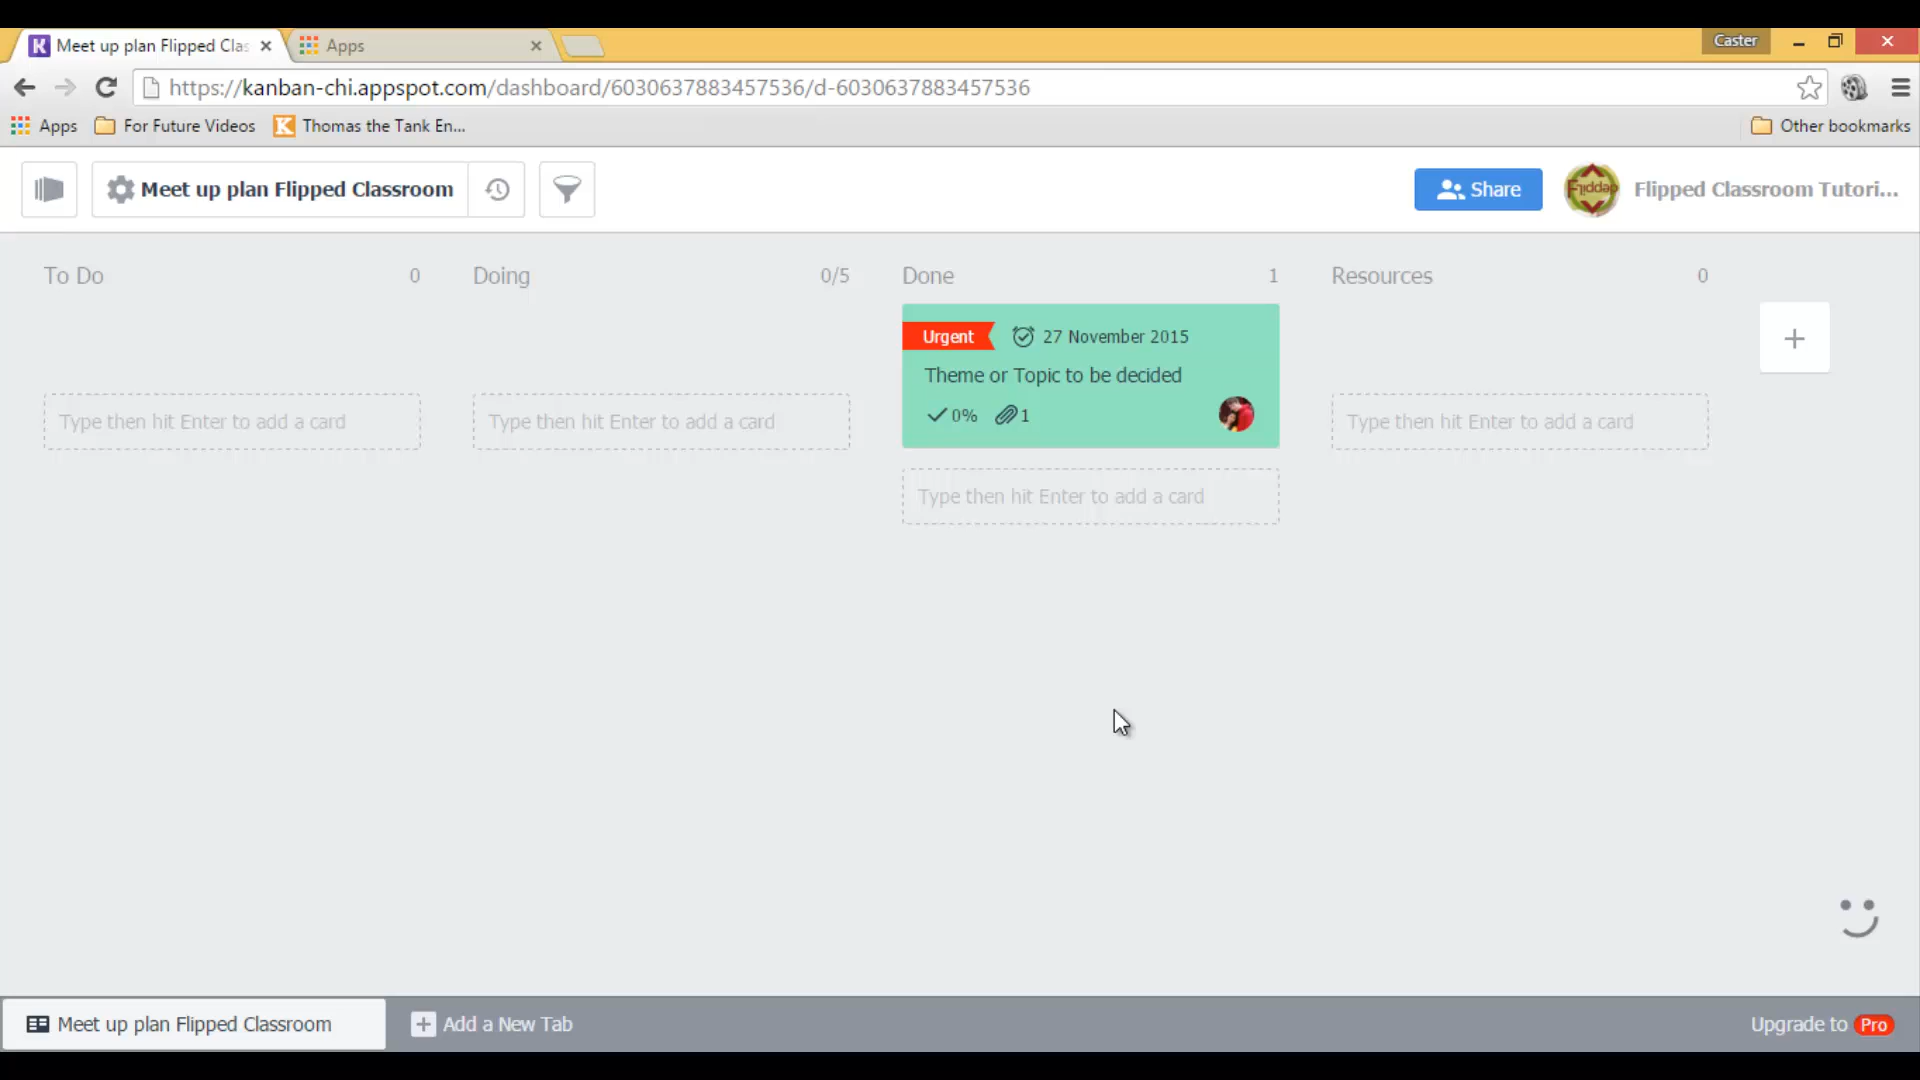 Meet up plan Flipped Clas
Apps
Caster
https://kanban-chi.appspot.com/dashboard/6030637883457536/d-6030637883457536
Apps
For Future Videos
Thomas the Tank En...
Other bookmarks
Meet up plan Flipped Classroom
Share
Flipped
Flipped Classroom Tutori...
To Do 0
Doing 0/5
Done 1
Resources 0
Urgent 27 November 2015
Theme or Topic to be decided
0% 1
Type then hit Enter to add a card
Type then hit Enter to add a card
Type then hit Enter to add a card
Type then hit Enter to add a card
Meet up plan Flipped Classroom
Add a New Tab
Upgrade to Pro